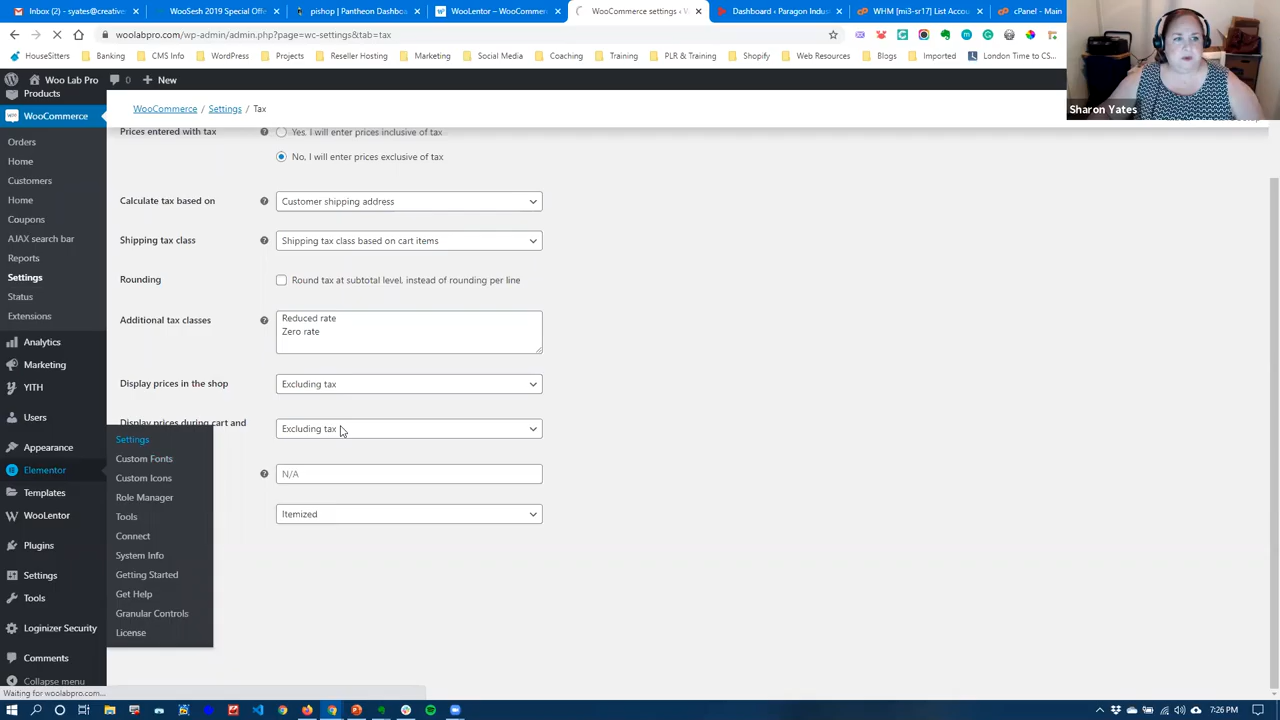 Inbox (2) - syates@creative
WooSesh 2019 Special Offe
pishop | Pantheon Dashboa
WooLentor – WooCommerc
WooCommerce settings ‹ W
Dashboard ‹ Paragon Indus
WHM [mi3-sr17] List Accou
cPanel - Main
woolabpro.com/wp-admin/admin.php?page=wc-settings&tab=tax
HouseSitters
Banking
CMS Info
WordPress
Projects
Reseller Hosting
Marketing
Social Media
Coaching
Training
PLR & Training
Shopify
Web Resources
Blogs
Imported
London Time to CS...
Woo Lab Pro
0
New
Sharon Yates
Products
WooCommerce
Orders
Home
Customers
Home
Coupons
AJAX search bar
Reports
Settings
Status
Extensions
Analytics
Marketing
YITH
Users
Appearance
Elementor
Templates
WooLentor
Plugins
Settings
Tools
Loginizer Security
Comments
Collapse menu
Settings
Custom Fonts
Custom Icons
Role Manager
Tools
Connect
System Info
Getting Started
Get Help
Granular Controls
License
WooCommerce / Settings / Tax
Prices entered with tax
Yes, I will enter prices inclusive of tax
No, I will enter prices exclusive of tax
Calculate tax based on
Customer shipping address
Shipping tax class
Shipping tax class based on cart items
Rounding
Round tax at subtotal level, instead of rounding per line
Additional tax classes
Reduced rate
Zero rate
Display prices in the shop
Excluding tax
Display prices during cart and
Excluding tax
N/A
Itemized
Waiting for woolabpro.com...
7:26 PM